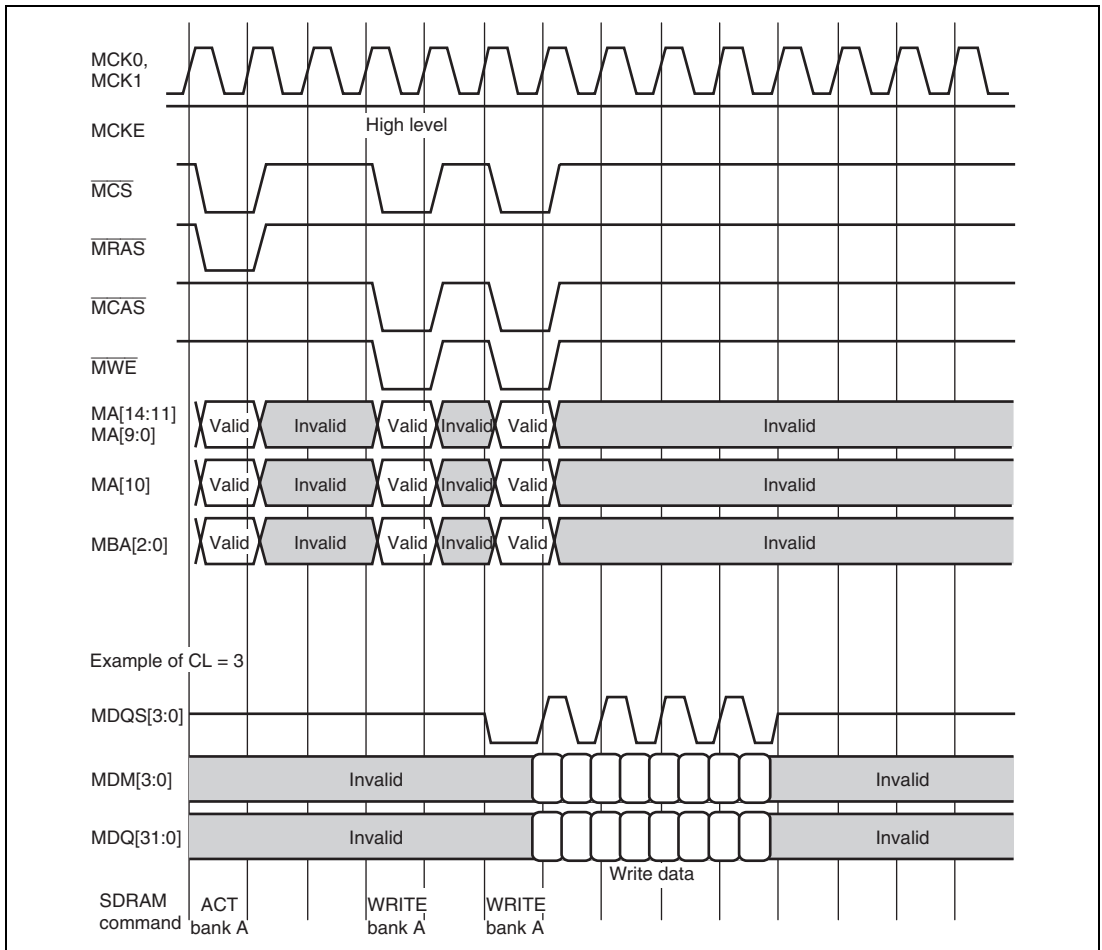 MCK0,
MCK1
MCKE
High level
MCS
MRAS
MCAS
MWE
MA[14:11]
MA[9:0]
Valid Invalid Valid Invalid Valid Invalid
MA[10]
Valid Invalid Valid Invalid Valid Invalid
MBA[2:0]
Valid Invalid Valid Invalid Valid Invalid
Example of CL = 3
MDQS[3:0]
MDM[3:0]
Invalid Invalid
MDQ[31:0]
Invalid Invalid
Write data
SDRAM
command
ACT
bank A
WRITE
bank A
WRITE
bank A